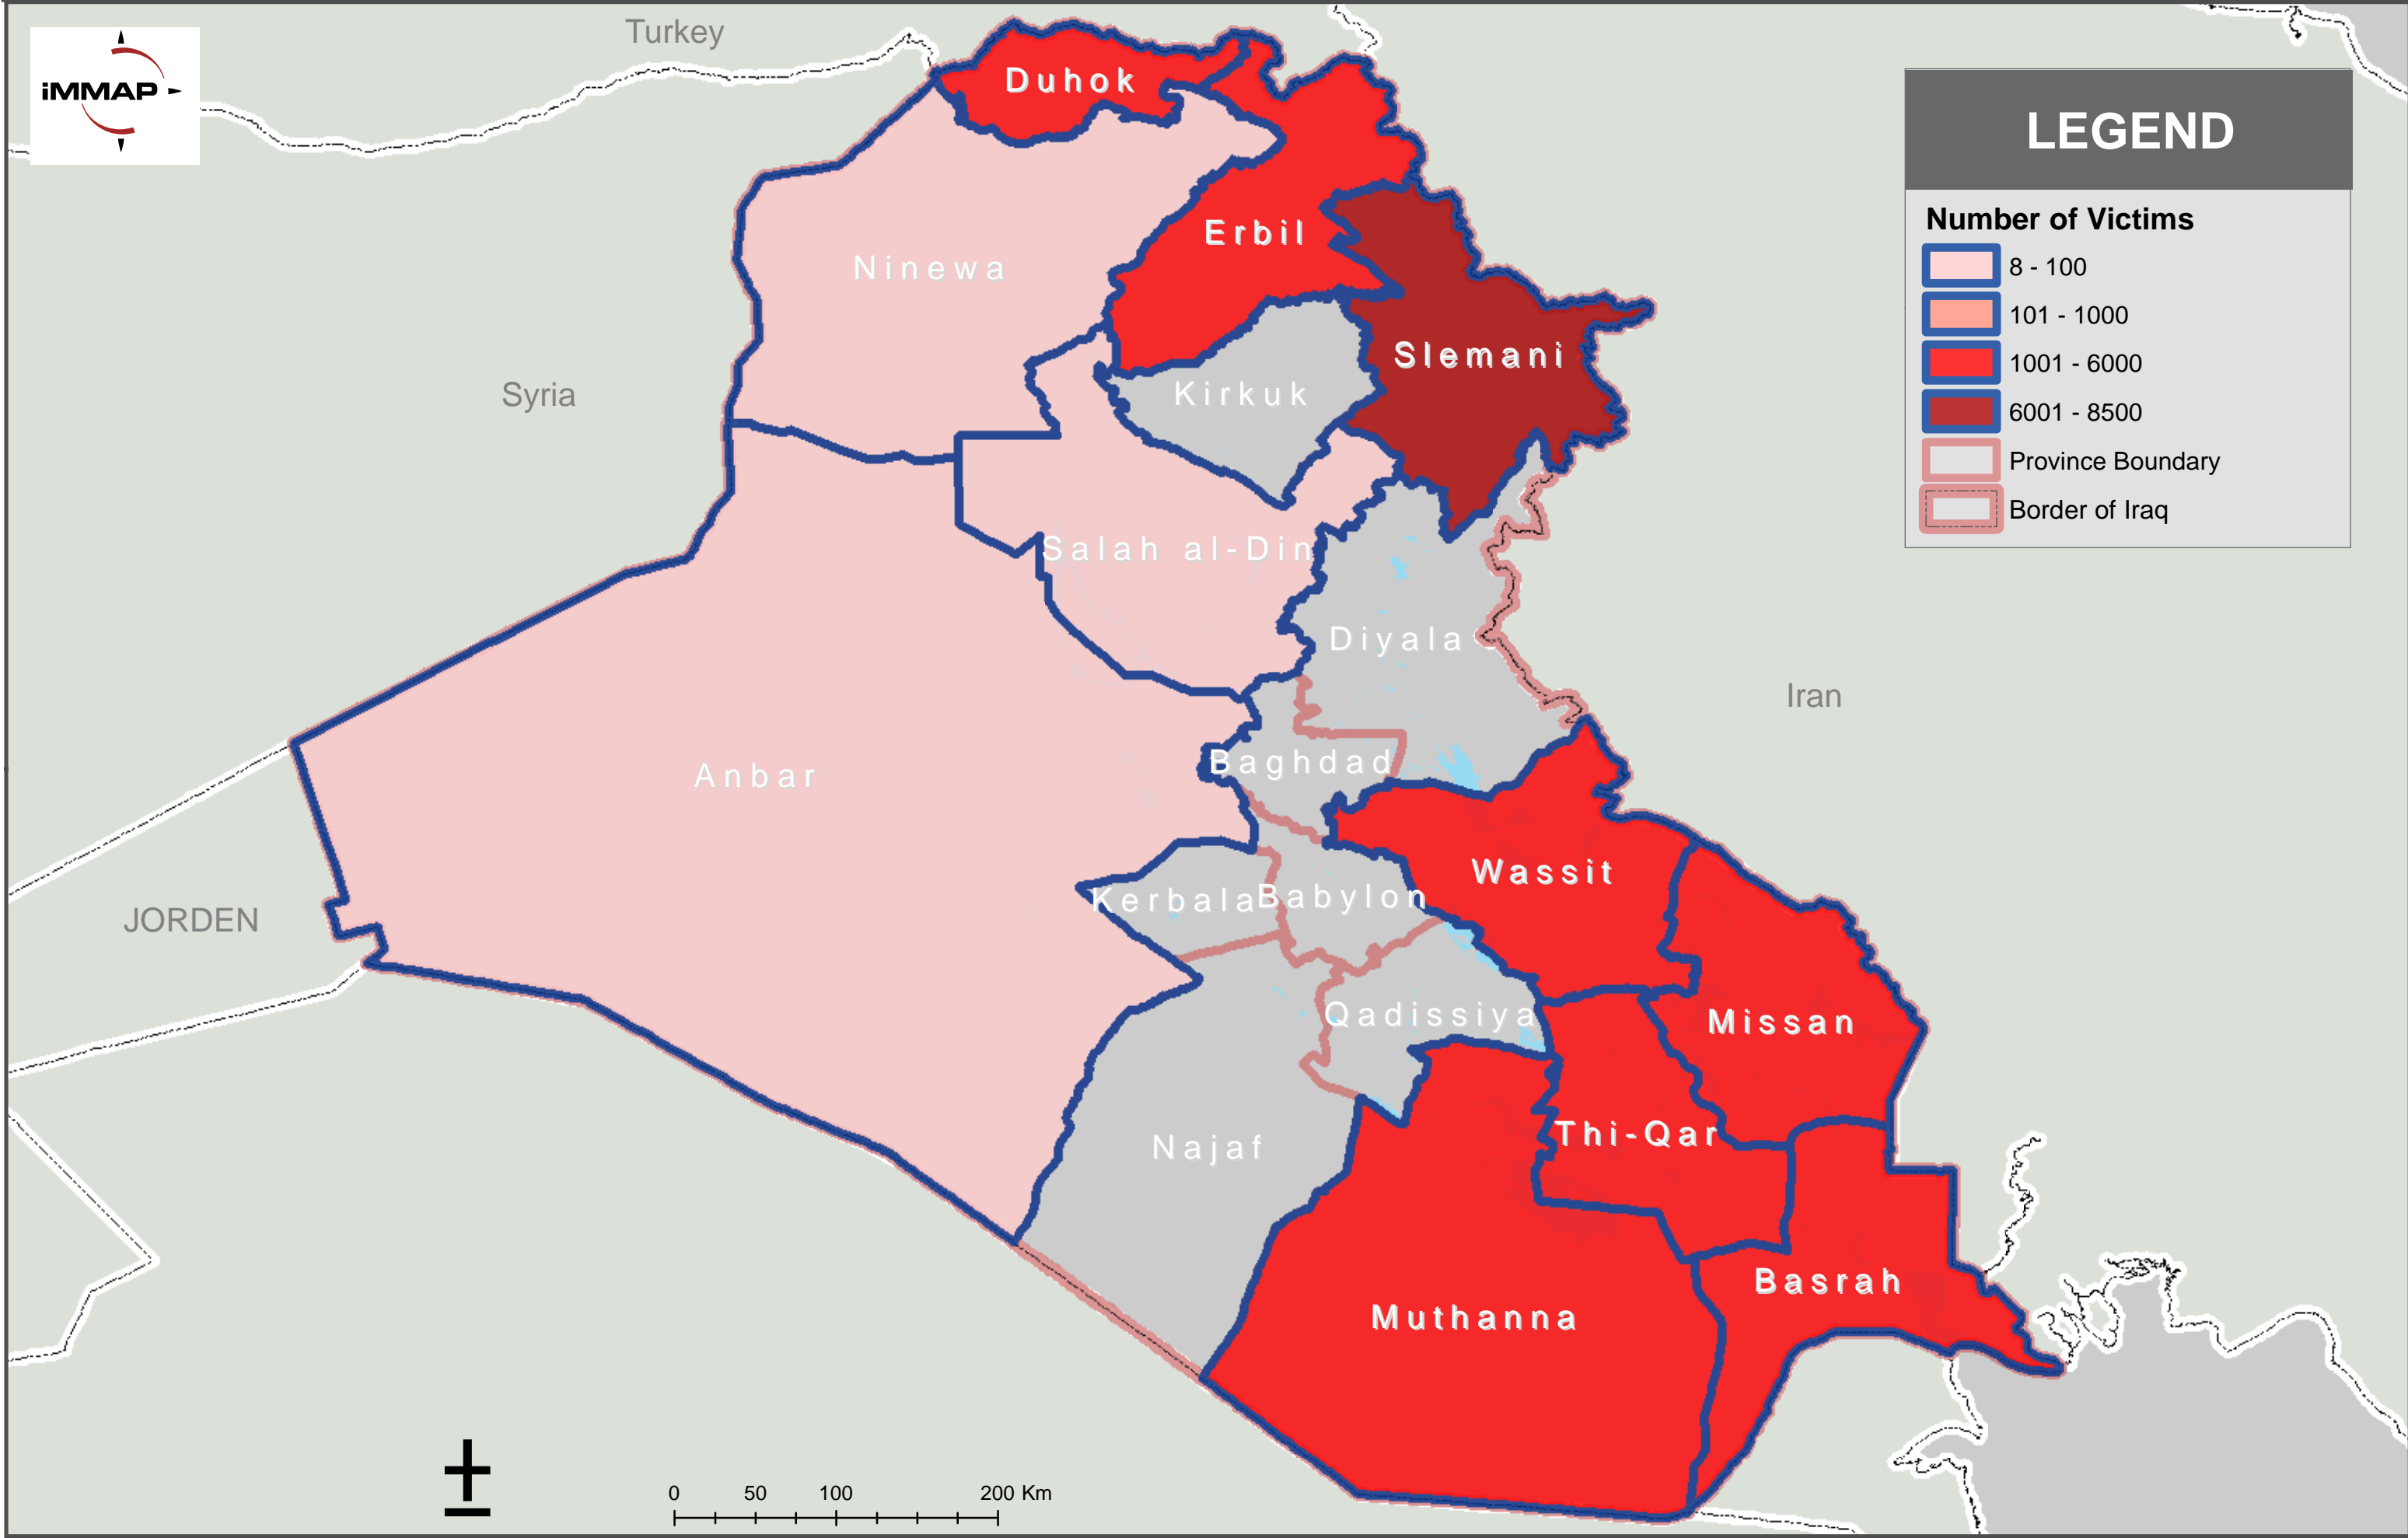 Turkey
iMMAP
Duhok
LEGEND
Number of Victims
8 - 100
101 - 1000
1001 - 6000
6001 - 8500
Province Boundary
Border of Iraq
Erbil
Ninewa
Slemani
Syria
Kirkuk
Salah al-Din
Diyala
Iran
Baghdad
Anbar
Wassit
Kerbala
Babylon
JORDEN
Qadissiya
Missan
Thi-Qar
Najaf
Basrah
Muthanna
0 50 100 200 Km